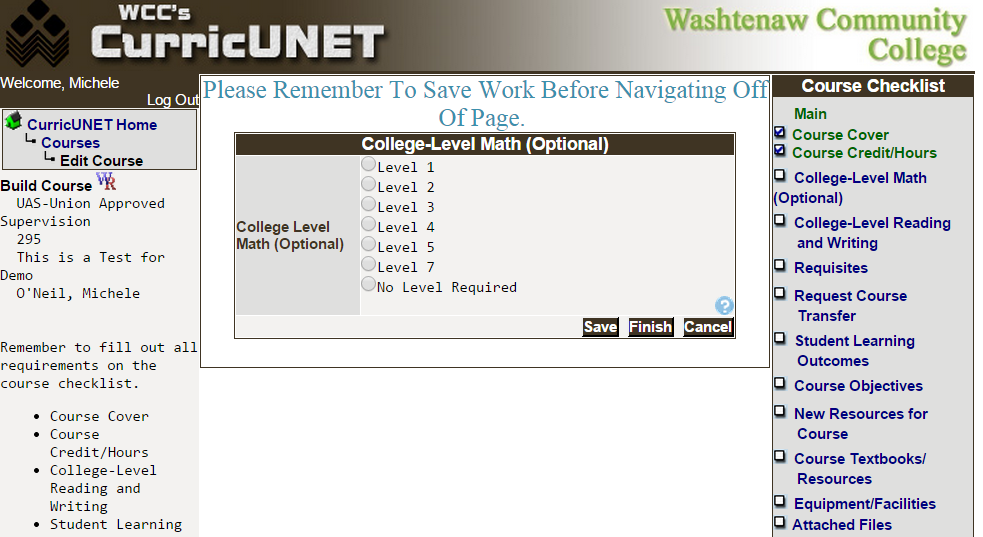 WCC's
CurricUNET
Washtenaw Community
College
Welcome, Michele
Log Out
CurricUNET Home
Courses
Edit Course
Build Course WR
UAS-Union Approved
Supervision
295
This is a Test for
Demo
O'Neil, Michele
Remember to fill out all
requirements on the
course checklist.
• Course Cover
• Course
Credit/Hours
• College-Level
Reading and
Writing
• Student Learning
Please Remember To Save Work Before Navigating Off
Of Page.
College-Level Math (Optional)
College Level
Math (Optional)
Level 1
Level 2
Level 3
Level 4
Level 5
Level 7
No Level Required
?
Save Finish Cancel
Course Checklist
Main
Course Cover
Course Credit/Hours
College-Level Math
(Optional)
College-Level Reading
and Writing
Requisites
Request Course
Transfer
Student Learning
Outcomes
Course Objectives
New Resources for
Course
Course Textbooks/
Resources
Equipment/Facilities
Attached Files